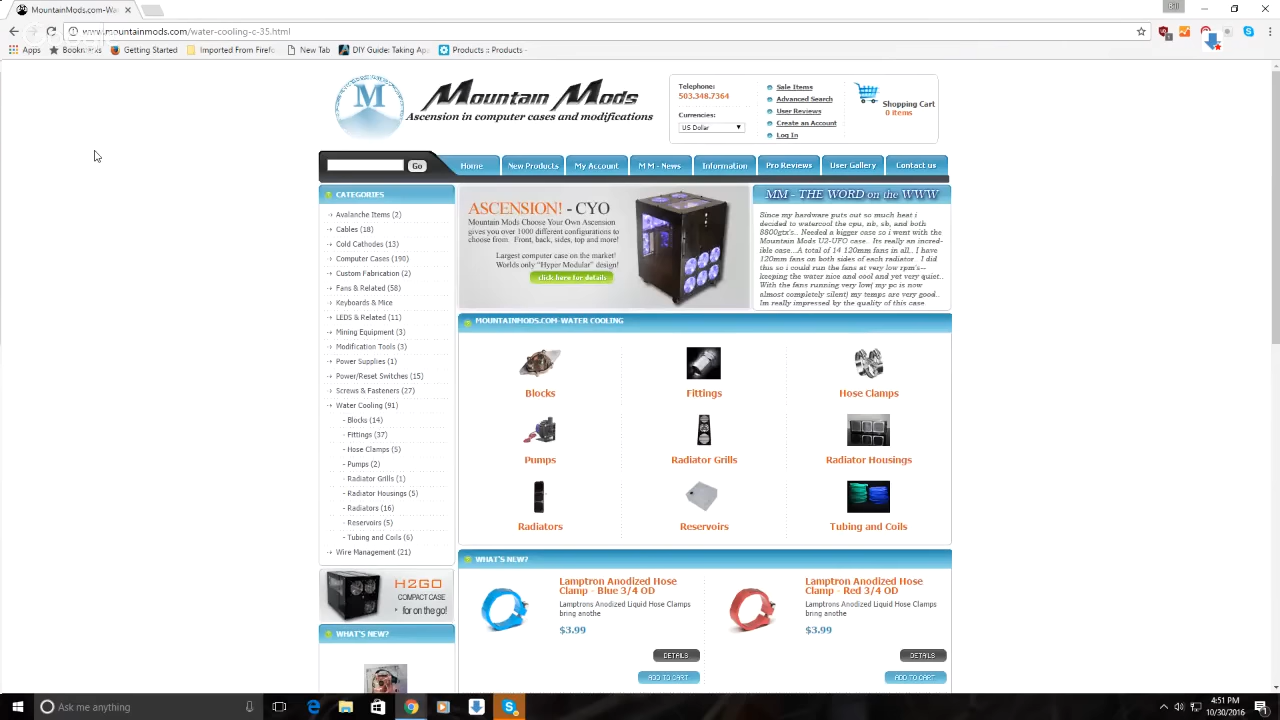 MountainMods.com-Wa
www.mountainmods.com/water-cooling-c-35.html
Apps
Bookmarks
Getting Started
Imported From Firefox
New Tab
DIY Guide: Taking Apa
Products :: Products -
M
Mountain Mods
Ascension in computer cases and modifications
Telephone:
503.348.7364
Currencies:
US Dollar
Sale Items
Advanced Search
User Reviews
Create an Account
Log In
Shopping Cart
0 items
Go
Home
New Products
My Account
M M - News
Information
Pro Reviews
User Gallery
Contact us
CATEGORIES
Avalanche Items (2)
Cables (18)
Cold Cathodes (13)
Computer Cases (190)
Custom Fabrication (2)
Fans & Related (58)
Keyboards & Mice
LEDS & Related (11)
Mining Equipment (3)
Modification Tools (3)
Power Supplies (1)
Power/Reset Switches (15)
Screws & Fasteners (27)
Water Cooling (91)
- Blocks (14)
- Fittings (37)
- Hose Clamps (5)
- Pumps (2)
- Radiator Grills (1)
- Radiator Housings (5)
- Radiators (16)
- Reservoirs (5)
- Tubing and Coils (6)
Wire Management (21)
H2GO
COMPACT CASE
for on the go!
WHAT'S NEW?
ASCENSION! - CYO
Mountain Mods Choose Your Own Ascension
gives you over 1000 different configurations to
choose from. Front, back, sides, top and more!
Largest computer case on the market!
Worlds only "Hyper Modular" design!
click here for details
MM - THE WORD on the WWW
Since my hardware puts out so much heat i
decided to watercool the cpu, nb, sb, and both
8800gtx's.. Needed a bigger case so i went with the
Mountain Mods U2-UFO case. Its really an incred-
ible case...A total of 14 120mm fans in all.. I have
120mm fans on both sides of each radiator. I did
this so i could run the fans at very low rpm's--
keeping the water nice and cool and yet very quiet..
With the fans running very low( my pc is now
almost completely silent) my temps are very good..
Im really impressed by the quality of this case.
MOUNTAINMODS.COM-WATER COOLING
Blocks
Fittings
Hose Clamps
Pumps
Radiator Grills
Radiator Housings
Radiators
Reservoirs
Tubing and Coils
WHAT'S NEW?
Lamptron Anodized Hose
Clamp - Blue 3/4 OD
Lamptrons Anodized Liquid Hose Clamps
bring anothe
$3.99
DETAILS
ADD TO CART
Lamptron Anodized Hose
Clamp - Red 3/4 OD
Lamptrons Anodized Liquid Hose Clamps
bring anothe
$3.99
DETAILS
ADD TO CART
Ask me anything
4:51 PM
10/30/2016